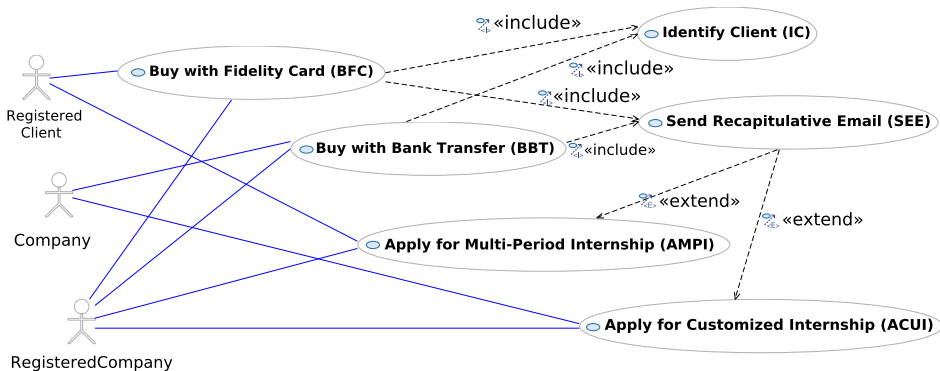 «include»
Identify Client (IC)
Buy with Fidelity Card (BFC)
«include»
«include»
Registered
Client
Send Recapitulative Email (SEE)
Buy with Bank Transfer (BBT)
«include»
«extend»
«extend»
Company
Apply for Multi-Period Internship (AMPI)
Apply for Customized Internship (ACUI)
RegisteredCompany